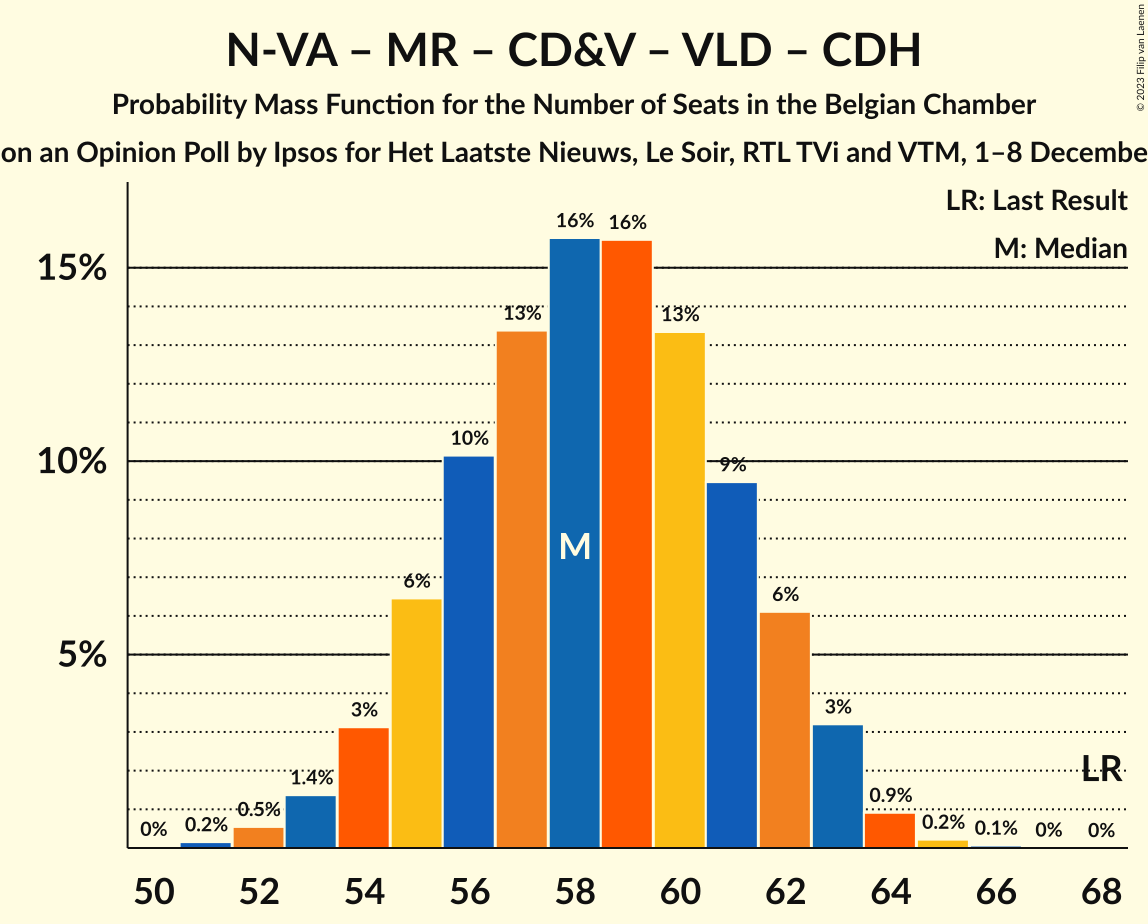 N-VA – MR – CD&V – VLD – CDH
Probability Mass Function for the Number of Seats in the Belgian Chamber
on an Opinion Poll by Ipsos for Het Laatste Nieuws, Le Soir, RTL TVi and VTM, 1–8 Decembe
© 2023 Filip van Laenen
LR: Last Result
M: Median
15%
10%
5%
0%
0.2%
0.5%
1.4%
3%
6%
10%
13%
16%
16%
13%
9%
6%
3%
0.9%
0.2%
0.1%
0%
0%
M
LR
50 52 54 56 58 60 62 64 66 68